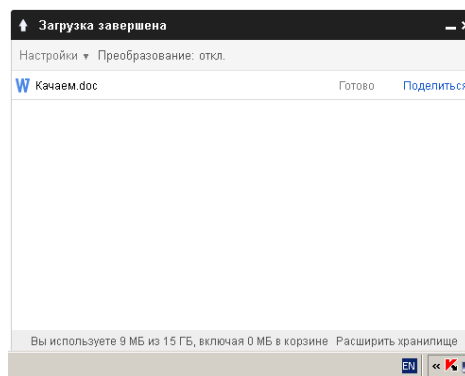 Загрузка завершена
Настройки Преобразование: откл.
W Качаем.doc Готово Поделиться
Вы используете 9 МБ из 15 ГБ, включая 0 МБ в корзине Расширить хранилище
EN «